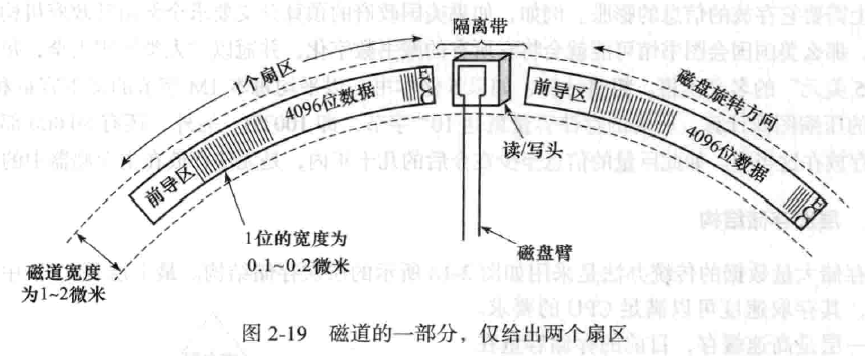 隔离带
一个扇区
磁盘旋转方向
前导区
4096位数据
ECC
前导区
4096位数据
ECC
读/写头
1位的宽度为
0.1~0.2微米
磁盘臂
磁道宽度
为1~2微米
图 2-19 磁道的一部分，仅给出两个扇区